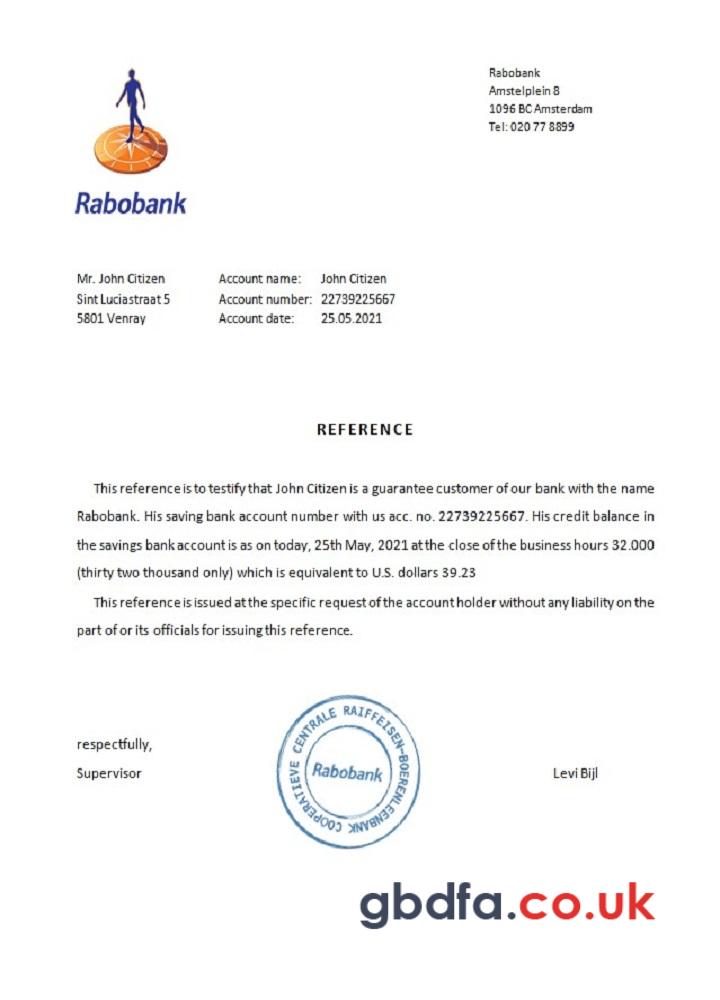 Rabobank
Amstelplein 8
1096 BC Amsterdam
Tel: 020 77 8899
Rabobank
Mr. John Citizen
Sint Luciastraat 5
5801 Venray
Account name: John Citizen
Account number: 22739225667
Account date: 25.05.2021
REFERENCE
This reference is to testify that John Citizen is a guarantee customer of our bank with the name
Rabobank. His saving bank account number with us acc. no. 22739225667. His credit balance in
the savings bank account is as on today, 25th May, 2021 at the close of the business hours 32.000
(thirty two thousand only) which is equivalent to U.S. dollars 39.23
This reference is issued at the specific request of the account holder without any liability on the
part of or its officials for issuing this reference.
respectfully,
Supervisor
COOPERATIEVE CENTRALE RAIFFEISEN-BOERENLEENBANK
Rabobank
Levi Bijl
gbdfa.co.uk